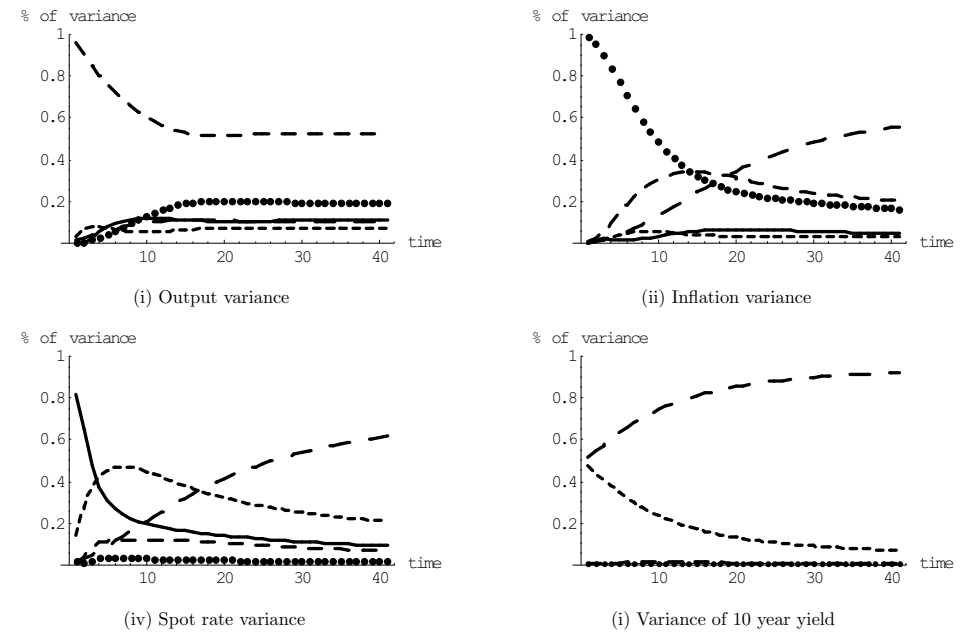 % of variance
1
0.8
0.6
0.4
0.2
10 20 30 40
time
(i) Output variance
% of variance
1
0.8
0.6
0.4
0.2
10 20 30 40
time
(ii) Inflation variance
% of variance
1
0.8
0.6
0.4
0.2
10 20 30 40
time
(iv) Spot rate variance
% of variance
1
0.8
0.6
0.4
0.2
10 20 30 40
time
(i) Variance of 10 year yield